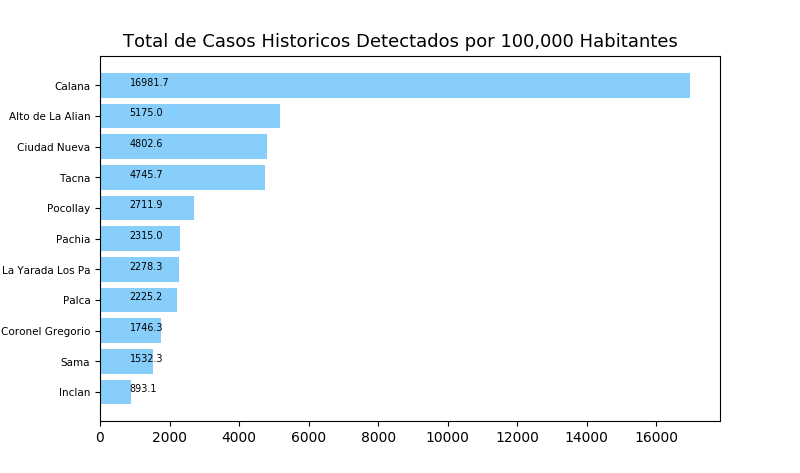 Total de Casos Historicos Detectados por 100,000 Habitantes
Calana 16981.7
Alto de La Alian 5175.0
Ciudad Nueva 4802.6
Tacna 4745.7
Pocollay 2711.9
Pachia 2315.0
La Yarada Los Pa 2278.3
Palca 2225.2
Coronel Gregorio 1746.3
Sama 1532.3
Inclan 893.1
0 2000 4000 6000 8000 10000 12000 14000 16000